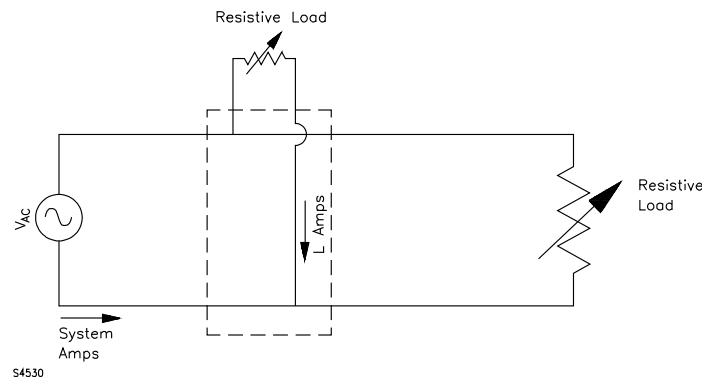 Resistive Load
Resistive
Load
VAC
L Amps
System
Amps
S4530